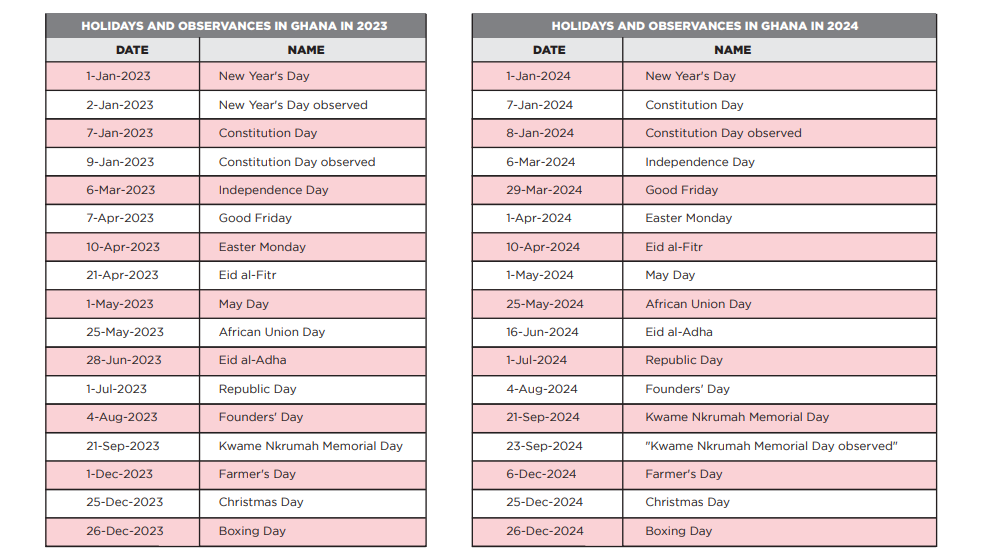 HOLIDAYS AND OBSERVANCES IN GHANA IN 2023
DATE NAME
1-Jan-2023 New Year's Day
2-Jan-2023 New Year's Day observed
7-Jan-2023 Constitution Day
9-Jan-2023 Constitution Day observed
6-Mar-2023 Independence Day
7-Apr-2023 Good Friday
10-Apr-2023 Easter Monday
21-Apr-2023 Eid al-Fitr
1-May-2023 May Day
25-May-2023 African Union Day
28-Jun-2023 Eid al-Adha
1-Jul-2023 Republic Day
4-Aug-2023 Founders' Day
21-Sep-2023 Kwame Nkrumah Memorial Day
1-Dec-2023 Farmer's Day
25-Dec-2023 Christmas Day
26-Dec-2023 Boxing Day
HOLIDAYS AND OBSERVANCES IN GHANA IN 2024
DATE NAME
1-Jan-2024 New Year's Day
7-Jan-2024 Constitution Day
8-Jan-2024 Constitution Day observed
6-Mar-2024 Independence Day
29-Mar-2024 Good Friday
1-Apr-2024 Easter Monday
10-Apr-2024 Eid al-Fitr
1-May-2024 May Day
25-May-2024 African Union Day
16-Jun-2024 Eid al-Adha
1-Jul-2024 Republic Day
4-Aug-2024 Founders' Day
21-Sep-2024 Kwame Nkrumah Memorial Day
23-Sep-2024 "Kwame Nkrumah Memorial Day observed"
6-Dec-2024 Farmer's Day
25-Dec-2024 Christmas Day
26-Dec-2024 Boxing Day